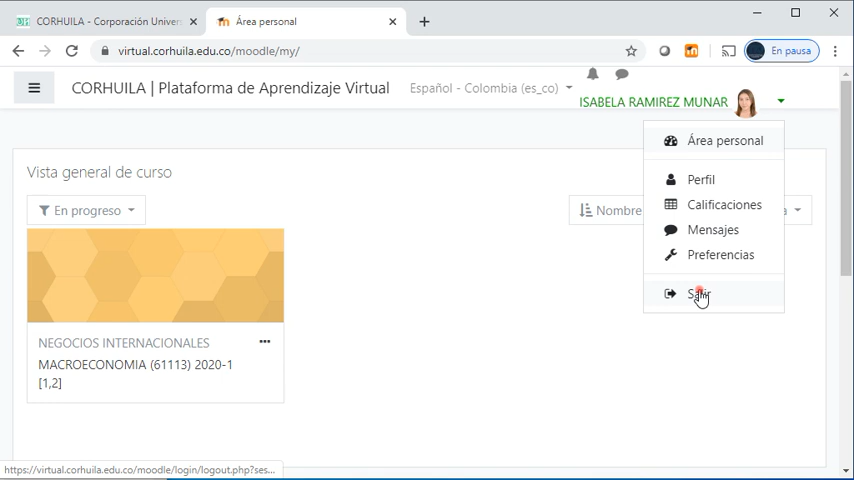 CORHUILA - Corporación Univers
Área personal
virtual.corhuila.edu.co/moodle/my/
En pausa
CORHUILA | Plataforma de Aprendizaje Virtual
Español - Colombia (es_co)
ISABELA RAMIREZ MUNAR
Área personal
Perfil
Calificaciones
Mensajes
Preferencias
Salir
Vista general de curso
En progreso
Nombre
a
NEGOCIOS INTERNACIONALES
MACROECONOMIA (61113) 2020-1
[1,2]
https://virtual.corhuila.edu.co/moodle/login/logout.php?ses...